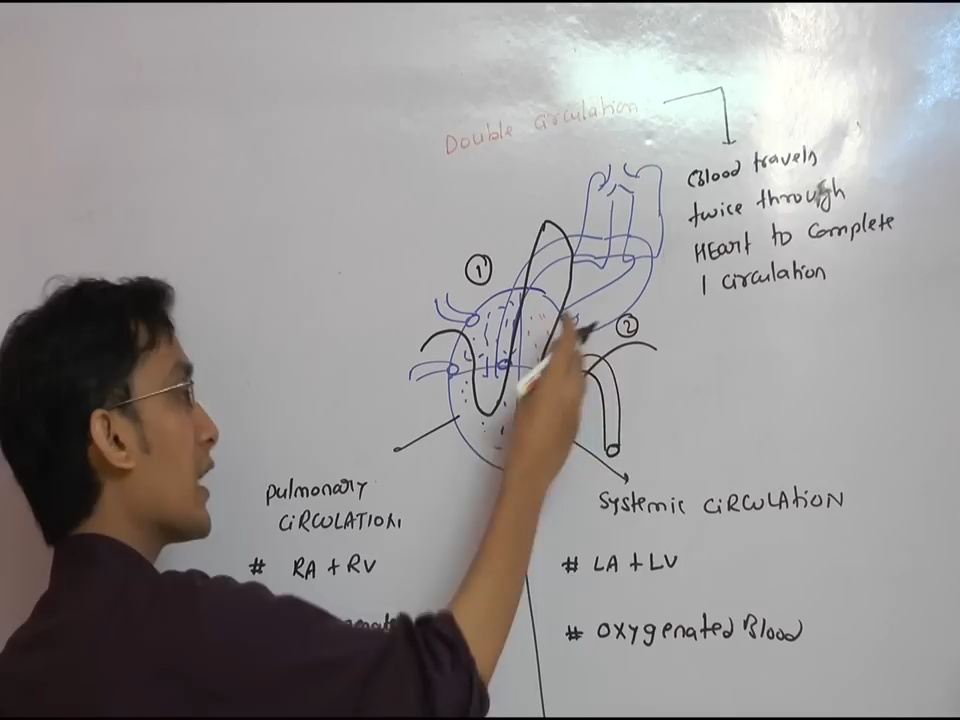 Double circulation
Blood travels
twice through
HEart to complete
1 circulation
1
2
pulmonary
CiRCULATION
# RA + RV
Systemic CiRCULAtiON
# LA + LV
# Oxygenated Blood